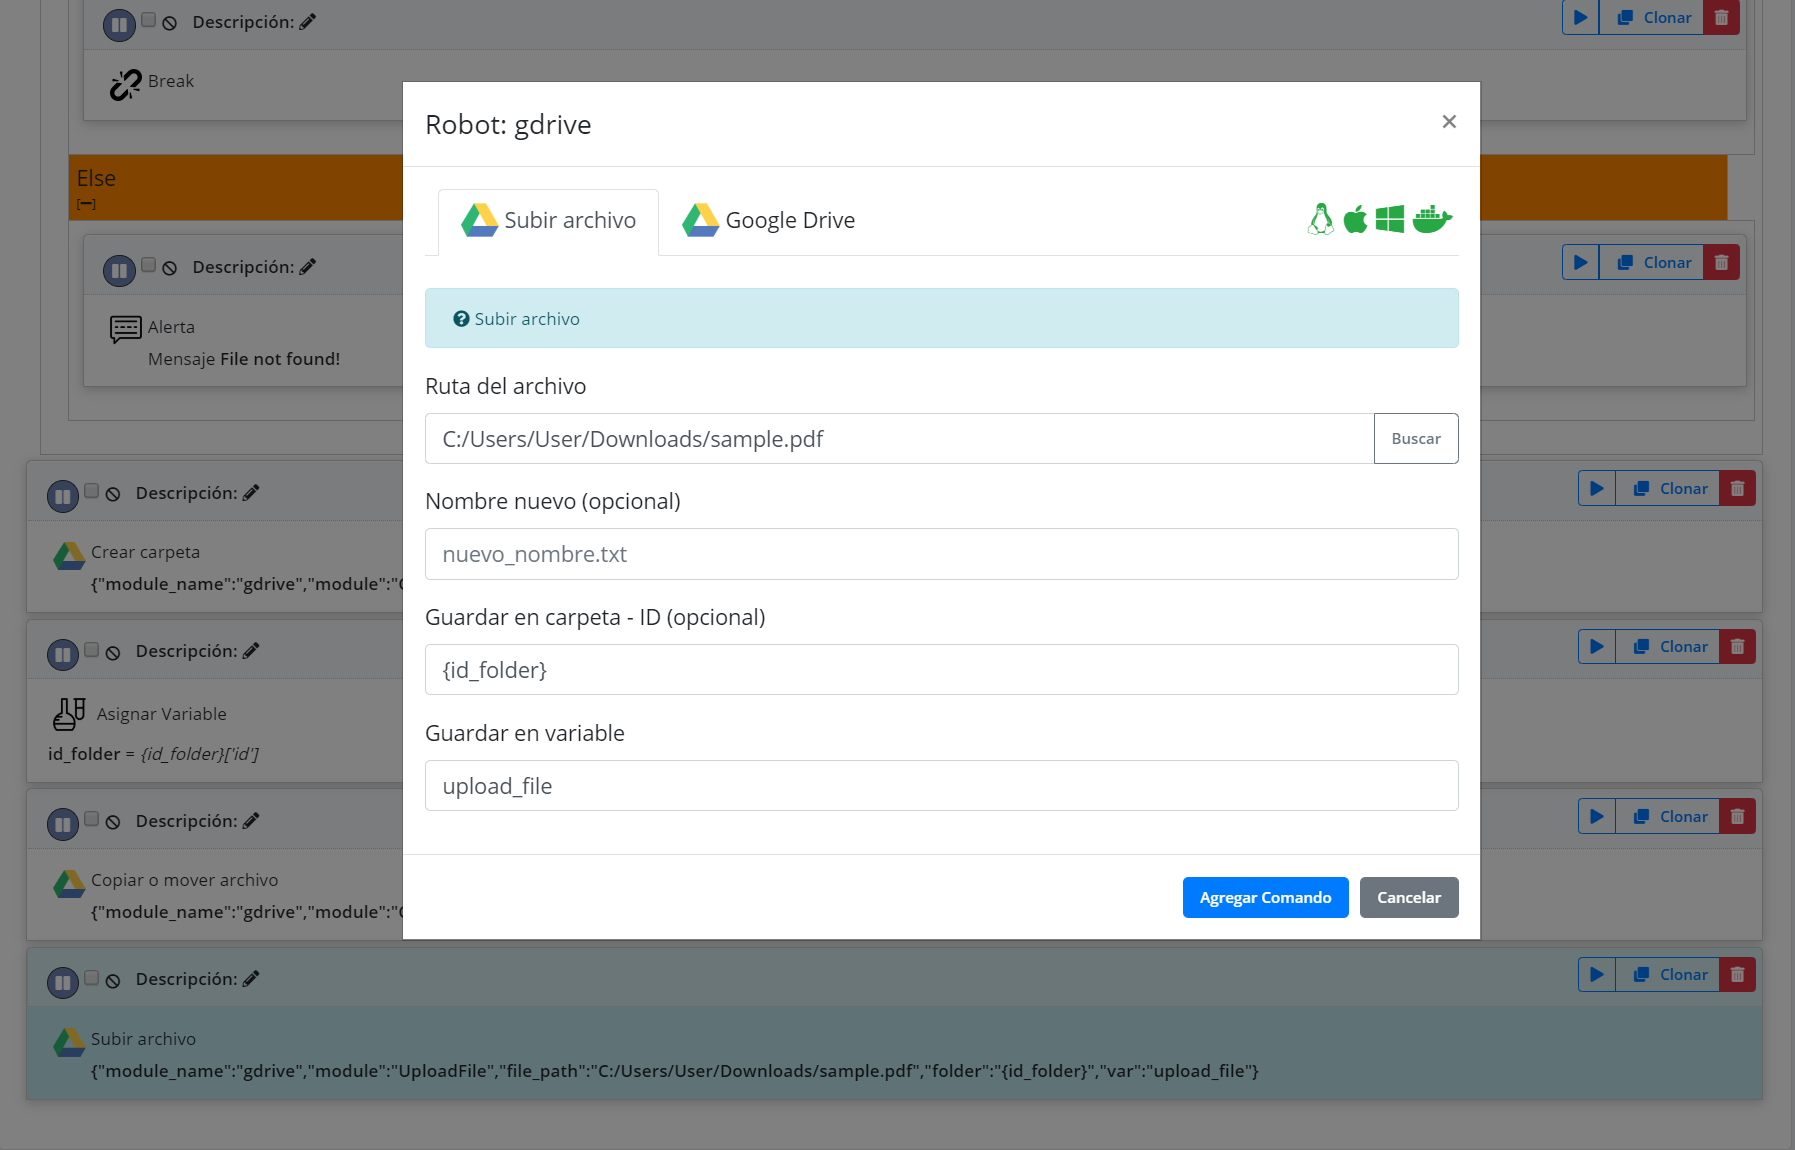 Descripción:
Clonar
Break
Robot: gdrive
×
Else
[−]
Subir archivo
Google Drive
Descripción:
Clonar
Subir archivo
Alerta
Mensaje File not found!
Ruta del archivo
C:/Users/User/Downloads/sample.pdf
Buscar
Nombre nuevo (opcional)
Descripción:
Clonar
nuevo_nombre.txt
Crear carpeta
{"module_name":"gdrive","module":"C
Guardar en carpeta - ID (opcional)
{id_folder}
Descripción:
Clonar
Asignar Variable
id_folder = {id_folder}['id']
Guardar en variable
upload_file
Descripción:
Clonar
Copiar o mover archivo
{"module_name":"gdrive","module":"C
Agregar Comando
Cancelar
Descripción:
Clonar
Subir archivo
{"module_name":"gdrive","module":"UploadFile","file_path":"C:/Users/User/Downloads/sample.pdf","folder":"{id_folder}","var":"upload_file"}